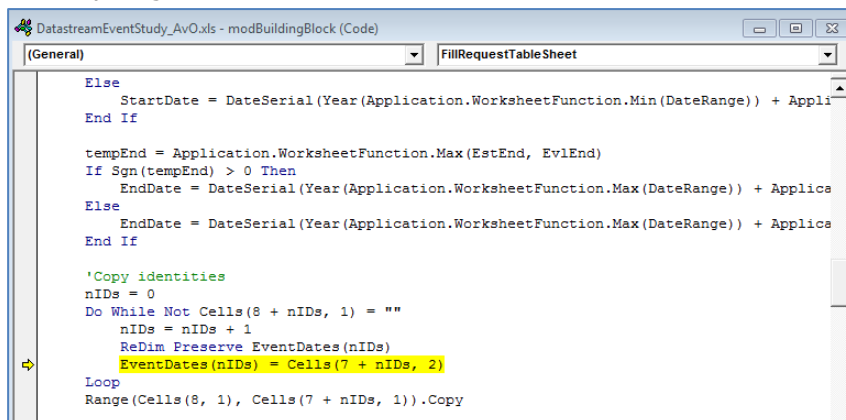 DatastreamEventStudy_AvO.xls - modBuildingBlock (Code)
(General) FillRequestTableSheet
Else
StartDate = DateSerial(Year(Application.WorksheetFunction.Min(DateRange)) + Appli
End If
tempEnd = Application.WorksheetFunction.Max(EstEnd, EvlEnd)
If Sgn(tempEnd) > 0 Then
EndDate = DateSerial(Year(Application.WorksheetFunction.Max(DateRange)) + Applica
Else
EndDate = DateSerial(Year(Application.WorksheetFunction.Max(DateRange)) + Applica
End If
'Copy identities
nIDs = 0
Do While Not Cells(8 + nIDs, 1) = ""
nIDs = nIDs + 1
ReDim Preserve EventDates(nIDs)
EventDates(nIDs) = Cells(7 + nIDs, 2)
Loop
Range(Cells(8, 1), Cells(7 + nIDs, 1)).Copy